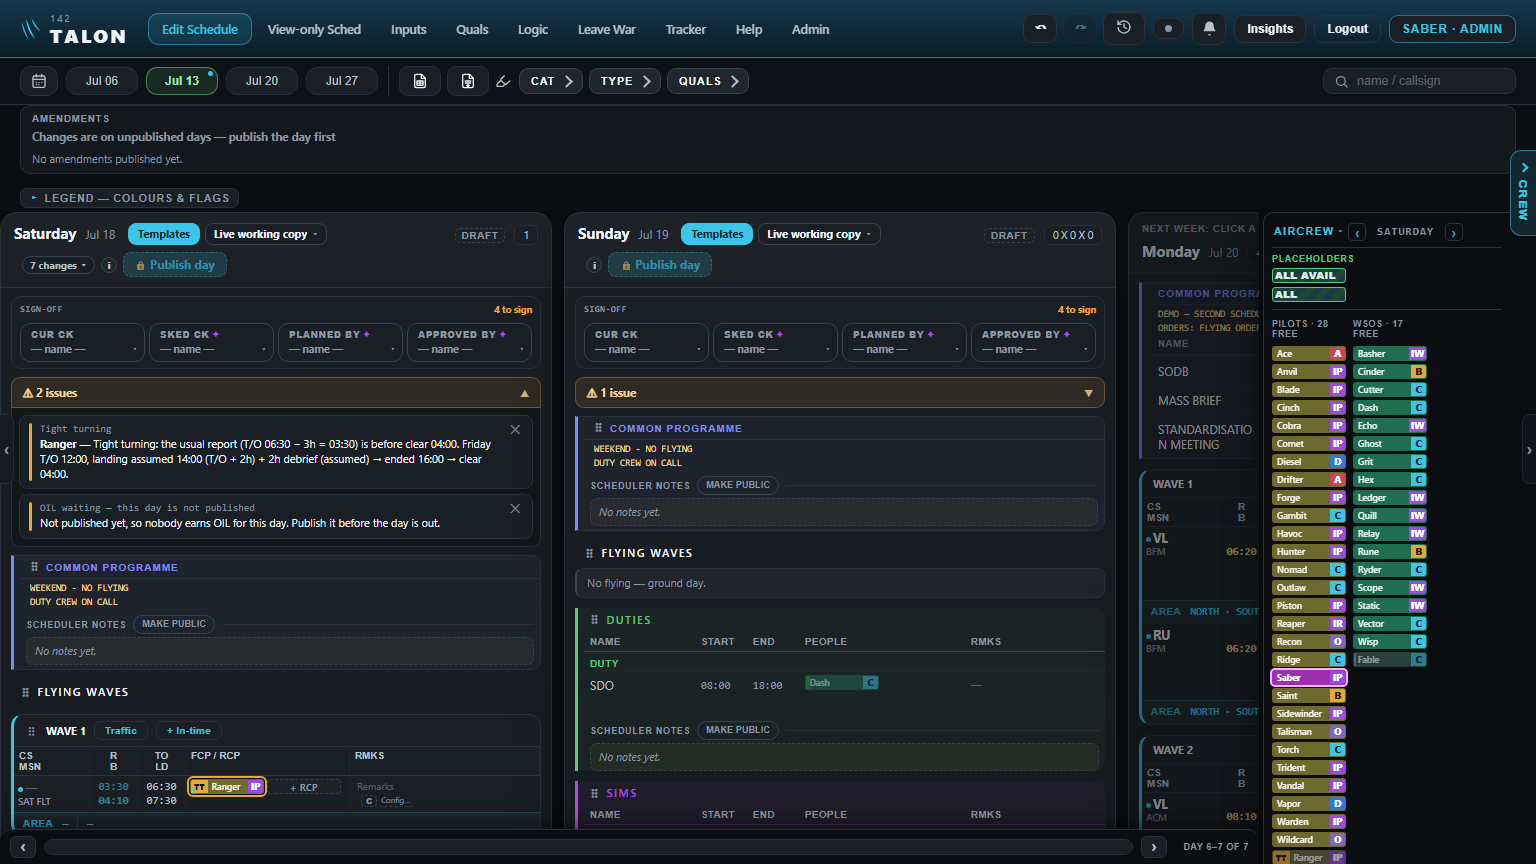 142
TALON
Edit Schedule
View-only Sched
Inputs
Quals
Logic
Leave War
Tracker
Help
Admin
Insights
Logout
SABER · ADMIN
Jul 06
Jul 13
Jul 20
Jul 27
CAT
TYPE
QUALS
name / callsign
AMENDMENTS
Changes are on unpublished days — publish the day first
No amendments published yet.
CREW
LEGEND — COLOURS & FLAGS
Saturday Jul 18
Templates
Live working copy
DRAFT
1
7 changes
i
Publish day
SIGN-OFF
4 to sign
CUR CK
— name —
SKED CK
— name —
PLANNED BY
— name —
APPROVED BY
— name —
2 issues
Tight turning
Ranger — Tight turning: the usual report (T/O 06:30 − 3h = 03:30) is before clear 04:00. Friday
T/O 12:00, landing assumed 14:00 (T/O + 2h) + 2h debrief (assumed) → ended 16:00 → clear
04:00.
OIL waiting — this day is not published
Not published yet, so nobody earns OIL for this day. Publish it before the day is out.
COMMON PROGRAMME
WEEKEND - NO FLYING
DUTY CREW ON CALL
SCHEDULER NOTES
MAKE PUBLIC
No notes yet.
FLYING WAVES
WAVE 1
Traffic
+ In-time
CS
MSN
R
B
TO
LD
FCP / RCP
RMKS
—
SAT FLT
03:30
04:10
06:30
07:30
TT Ranger IP
+ RCP
Remarks
C Config...
AREA — —
Sunday Jul 19
Templates
Live working copy
DRAFT
0X0X0
i
Publish day
SIGN-OFF
4 to sign
CUR CK
— name —
SKED CK
— name —
PLANNED BY
— name —
APPROVED BY
— name —
1 issue
COMMON PROGRAMME
WEEKEND - NO FLYING
DUTY CREW ON CALL
SCHEDULER NOTES
MAKE PUBLIC
No notes yet.
FLYING WAVES
No flying — ground day.
DUTIES
NAME START END PEOPLE RMKS
DUTY
SDO 08:00 18:00 Dash C —
SCHEDULER NOTES
MAKE PUBLIC
No notes yet.
SIMS
NAME START END PEOPLE RMKS
NEXT WEEK: CLICK A
Monday Jul 20
COMMON PROGRA
DEMO — SECOND SCHEDU
ORDERS: FLYING ORDER
NAME
SODB
MASS BRIEF
STANDARDISATIO
N MEETING
WAVE 1
CS
MSN
R
B
VL
BFM
06:20
AREA NORTH · SOUT
RU
BFM
06:20
AREA NORTH · SOUT
WAVE 2
CS
MSN
R
B
VL
ACM
08:10
AIRCREW ·
SATURDAY
PLACEHOLDERS
ALL AVAIL
ALL
PILOTS · 28
FREE
WSOS · 17
FREE
Ace A
Anvil IP
Blade IP
Cinch IP
Cobra IP
Comet IP
Diesel D
Drifter A
Forge IP
Gambit C
Havoc IP
Hunter IP
Nomad C
Outlaw C
Piston IP
Reaper IR
Recon O
Ridge C
Saber IP
Saint B
Sidewinder IP
Talisman O
Torch C
Trident IP
Vandal IP
Vapor D
Warden IP
Wildcard O
TT Ranger IP
Basher IW
Cinder B
Cutter C
Dash C
Echo IW
Ghost C
Grit C
Hex C
Ledger IW
Quill IW
Relay IW
Rune B
Ryder C
Scope IW
Static IW
Vector C
Wisp C
Fable C
DAY 6–7 OF 7